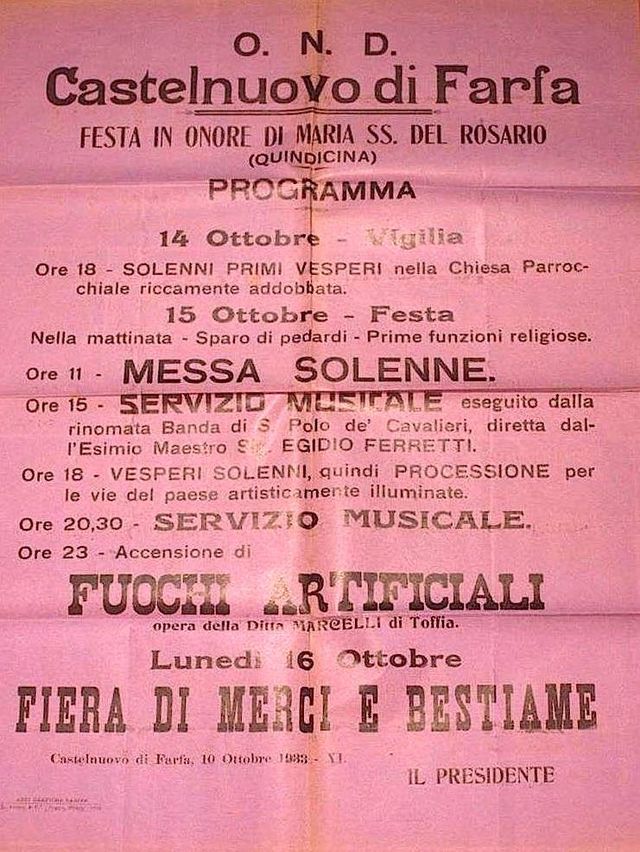 O. N. D.
Castelnuovo di Farfa
FESTA IN ONORE DI MARIA SS. DEL ROSARIO
(QUINDICINA)
PROGRAMMA
14 Ottobre - Vigilia
Ore 18 - SOLENNI PRIMI VESPERI nella Chiesa Parroc-
chiale riccamente addobbata.
15 Ottobre - Festa
Nella mattinata - Sparo di pedardi - Prime funzioni religiose.
Ore 11 - MESSA SOLENNE.
Ore 15 - SERVIZIO MUSICALE eseguito dalla
rinomata Banda di S. Polo de' Cavalieri, diretta dal-
l'Esimio Maestro Sig. EGIDIO FERRETTI.
Ore 18 - VESPERI SOLENNI, quindi PROCESSIONE per
le vie del paese artisticamente illuminate.
Ore 20,30 - SERVIZIO MUSICALE.
Ore 23 - Accensione di
FUOCHI ARTIFICIALI
opera della Ditta MARCELLI di Toffia.
Lunedì 16 Ottobre
FIERA DI MERCI E BESTIAME
Castelnuovo di Farfa, 10 Ottobre 1933 - XI.
IL PRESIDENTE